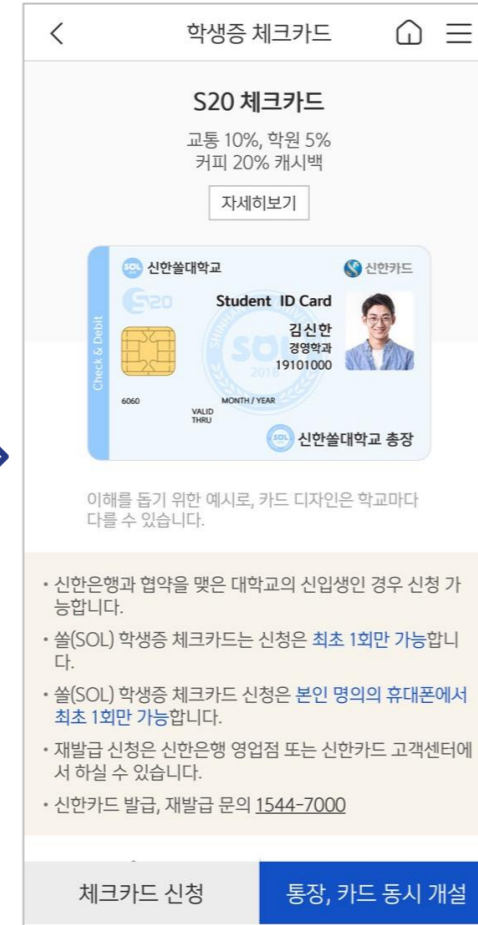 학생증 체크카드
S20 체크카드
교통 10%, 학원 5%
커피 20% 캐시백
자세히보기
SOL 신한쏠대학교
신한카드
S20
Student ID Card
Check & Debit
김신한
경영학과
19101000
SOL
2018
6060
MONTH / YEAR
VALID
THRU
SOL 신한쏠대학교 총장
이해를 돕기 위한 예시로, 카드 디자인은 학교마다
다를 수 있습니다.
• 신한은행과 협약을 맺은 대학교의 신입생인 경우 신청 가
능합니다.
• 쏠(SOL) 학생증 체크카드는 신청은 최초 1회만 가능합니
다.
• 쏠(SOL) 학생증 체크카드 신청은 본인 명의의 휴대폰에서
최초 1회만 가능합니다.
• 재발급 신청은 신한은행 영업점 또는 신한카드 고객센터에
서 하실 수 있습니다.
• 신한카드 발급, 재발급 문의 1544-7000
체크카드 신청
통장, 카드 동시 개설